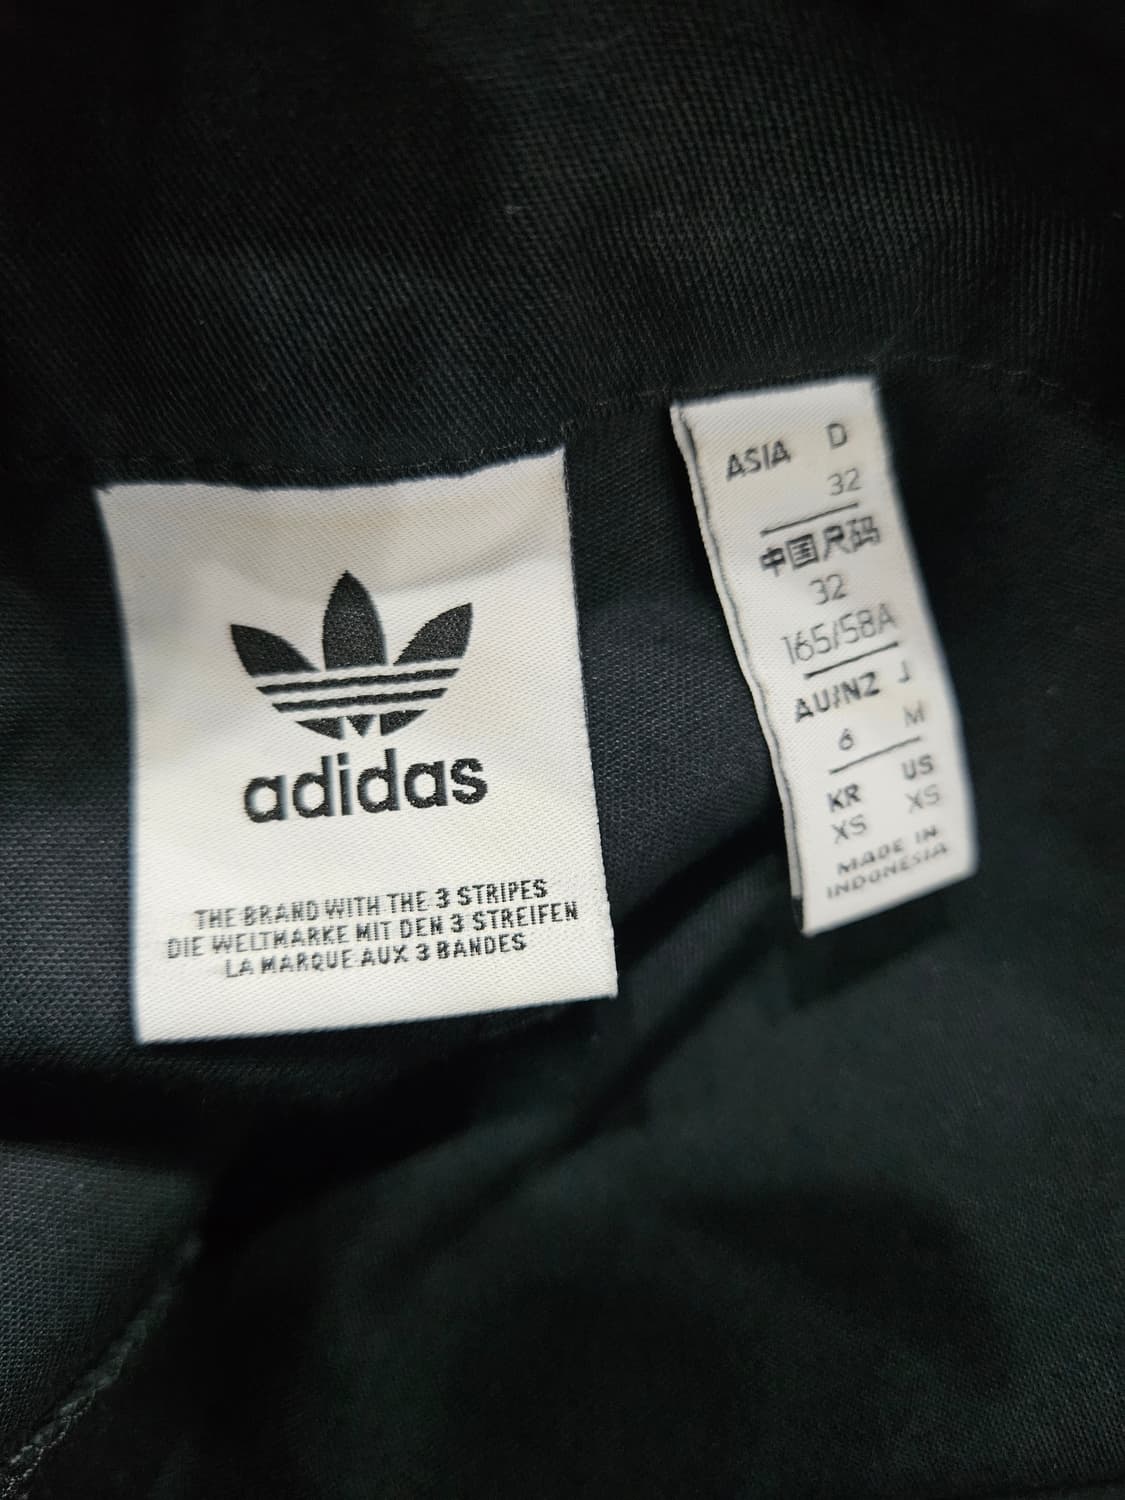 adidas
THE BRAND WITH THE 3 STRIPES
DIE WELTMARKE MIT DEN 3 STREIFEN
LA MARQUE AUX 3 BANDES
ASIA D
32
中国尺码
32
165/58A
AU/NZ J
6 M
KR US
XS XS
MADE IN
INDONESIA